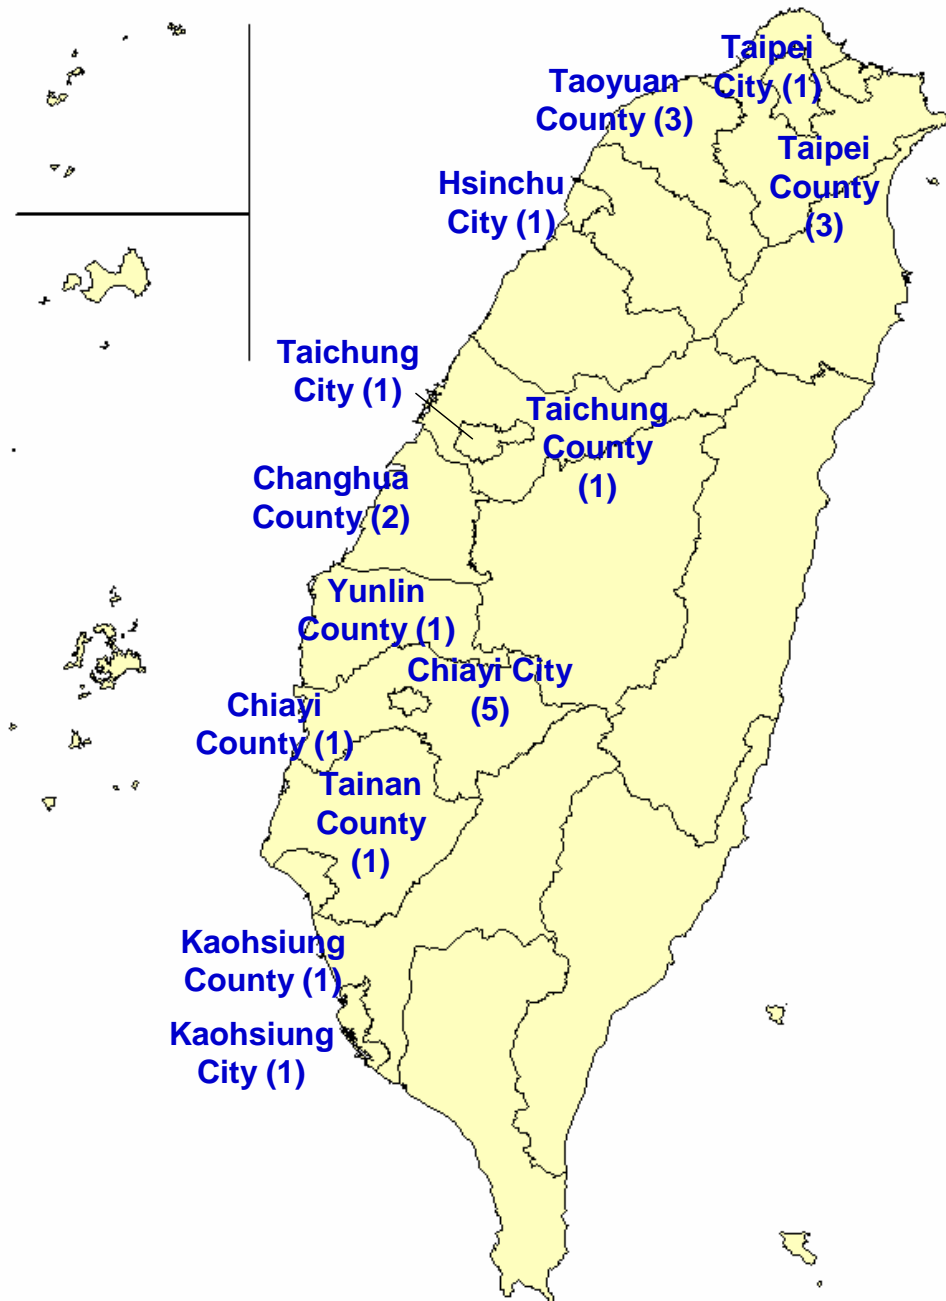 Taipei
City (1)
Taoyuan
County (3)
Taipei
County
(3)
Hsinchu
City (1)
Taichung
City (1)
Taichung
County
(1)
Changhua
County (2)
Yunlin
County (1)
Chiayi City
(5)
Chiayi
County (1)
Tainan
County
(1)
Kaohsiung
County (1)
Kaohsiung
City (1)